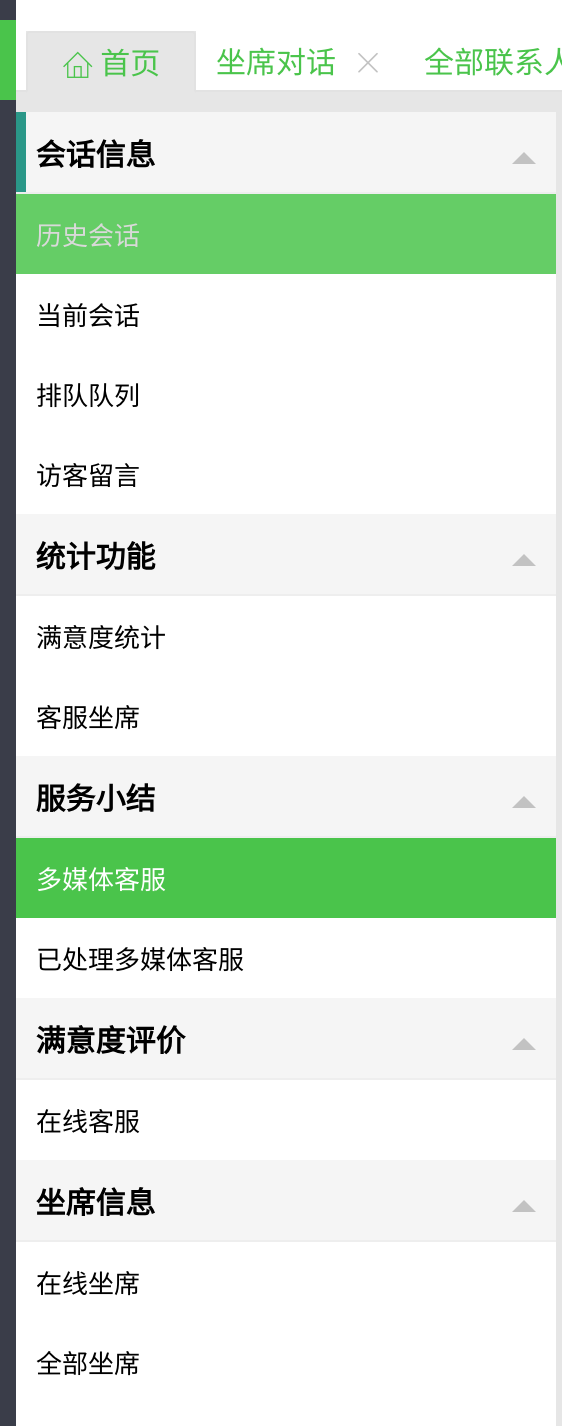 首页 坐席对话 全部联系人
会话信息
历史会话
当前会话
排队队列
访客留言
统计功能
满意度统计
客服坐席
服务小结
多媒体客服
已处理多媒体客服
满意度评价
在线客服
坐席信息
在线坐席
全部坐席